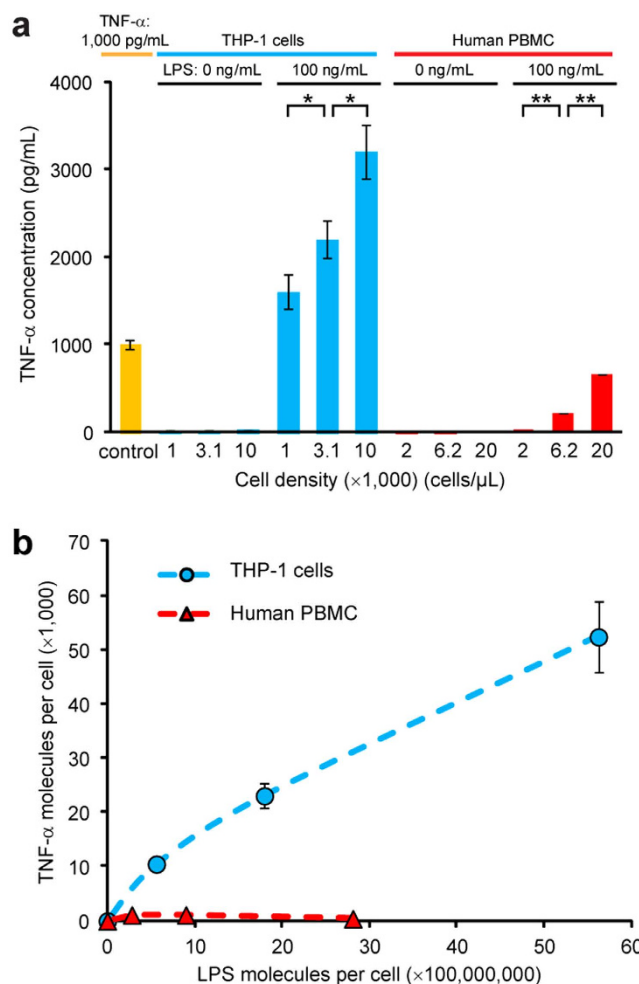 a
TNF-α:
1,000 pg/mL
THP-1 cells
Human PBMC
LPS: 0 ng/mL
100 ng/mL
0 ng/mL
100 ng/mL
* * ** **
TNF-α concentration (pg/mL)
4000
3000
2000
1000
0
control 1 3.1 10 1 3.1 10 2 6.2 20 2 6.2 20
Cell density (×1,000) (cells/µL)
b
TNF-α molecules per cell (×1,000)
70
60
50
40
30
20
10
0
THP-1 cells
Human PBMC
0 10 20 30 40 50 60
LPS molecules per cell (×100,000,000)